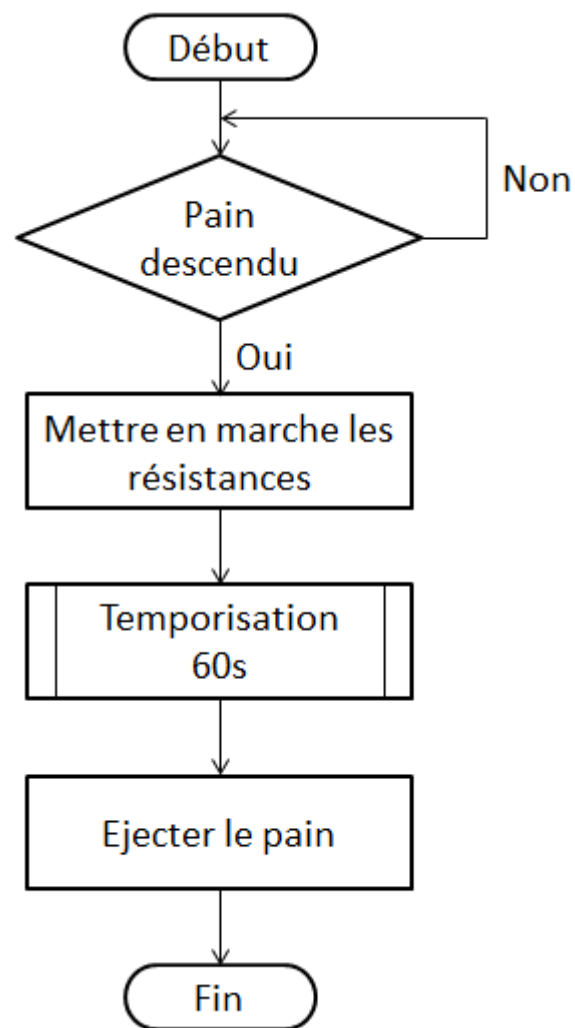 Début
Non
Pain
descendu
Oui
Mettre en marche les
résistances
Temporisation
60s
Ejecter le pain
Fin